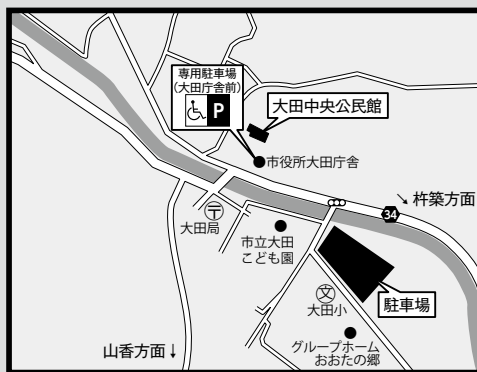 専用駐車場
(大田庁舎前)
P
大田中央公民館
市役所大田庁舎
↘杵築方面
34
〒
大田局
市立大田
こども園
文
大田小
駐車場
グループホーム
おおたの郷
山香方面↓